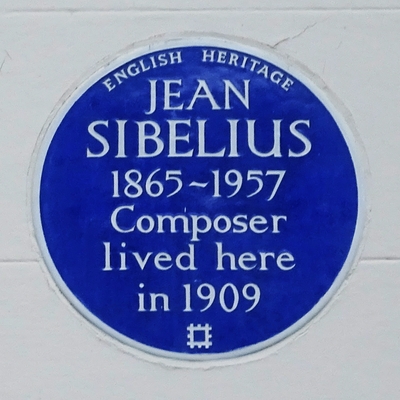 ENGLISH HERITAGE
JEAN
SIBELIUS
1865~1957
Composer
lived here
in 1909